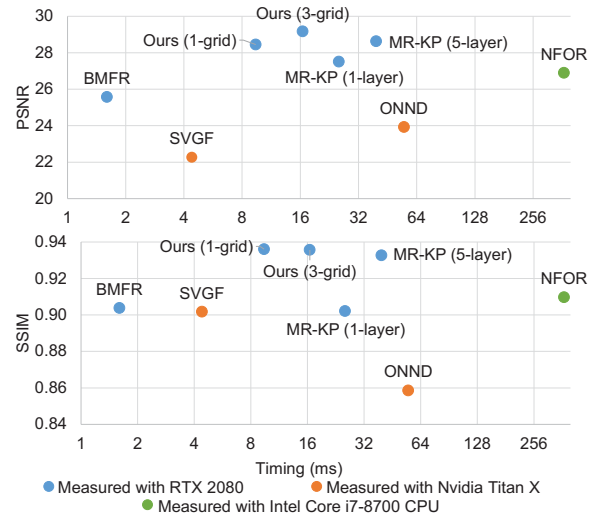 30
28
26
24
22
20
PSNR
Ours (3-grid)
Ours (1-grid)
MR-KP (5-layer)
NFOR
MR-KP (1-layer)
BMFR
ONND
SVGF
1 2 4 8 16 32 64 128 256
0.94
0.92
0.90
0.88
0.86
0.84
SSIM
Ours (1-grid)
MR-KP (5-layer)
Ours (3-grid)
NFOR
BMFR
SVGF
MR-KP (1-layer)
ONND
1 2 4 8 16 32 64 128 256
Timing (ms)
Measured with RTX 2080 Measured with Nvidia Titan X
Measured with Intel Core i7-8700 CPU